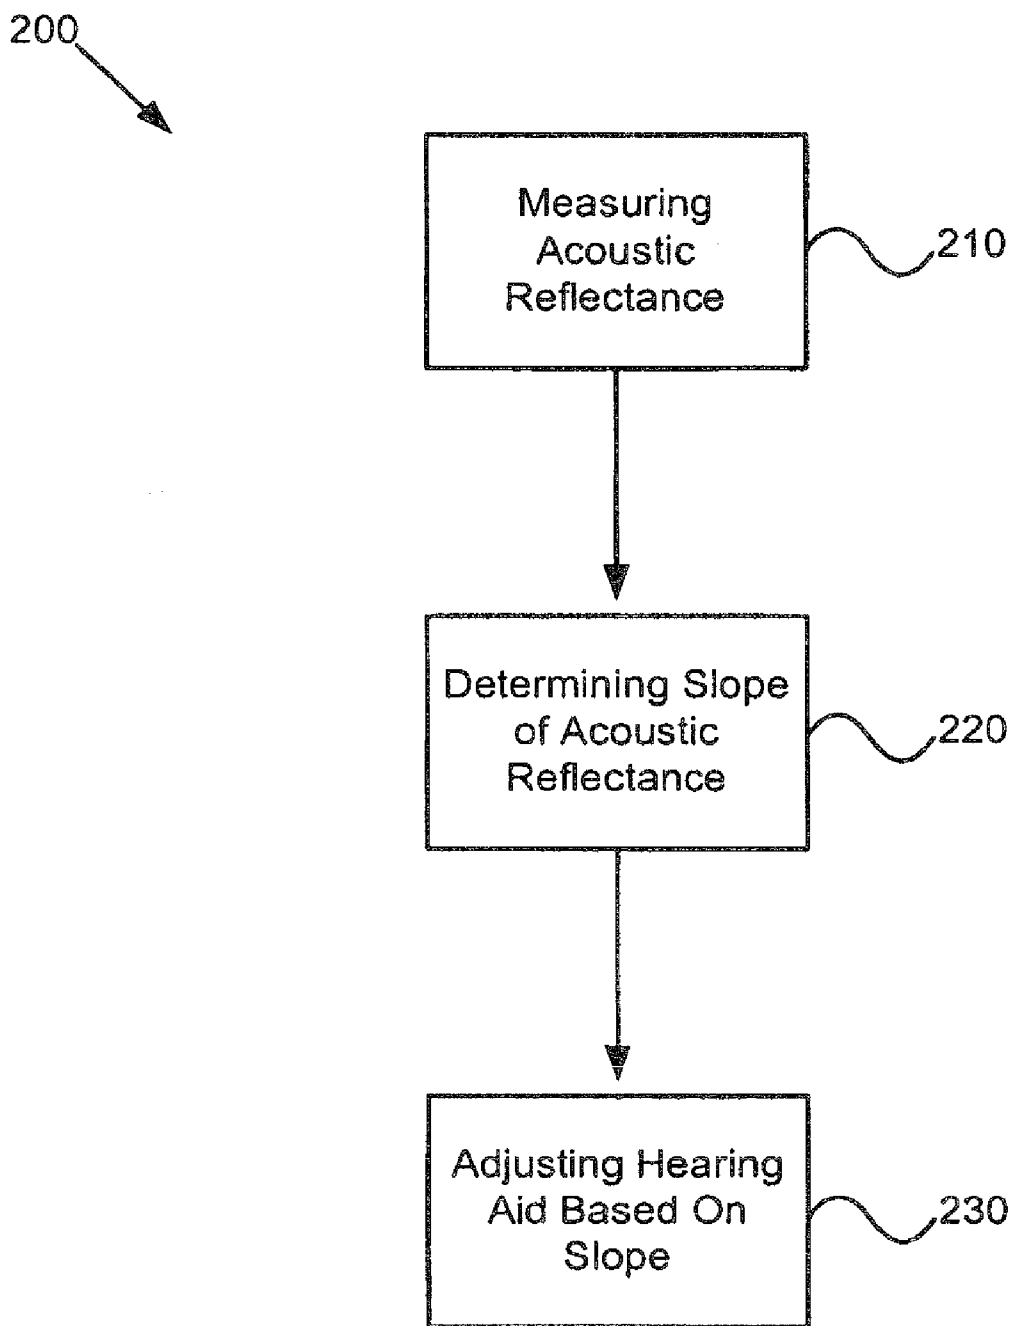 200
Measuring
Acoustic
Reflectance
210
Determining Slope
of Acoustic
Reflectance
220
Adjusting Hearing
Aid Based On
Slope
230